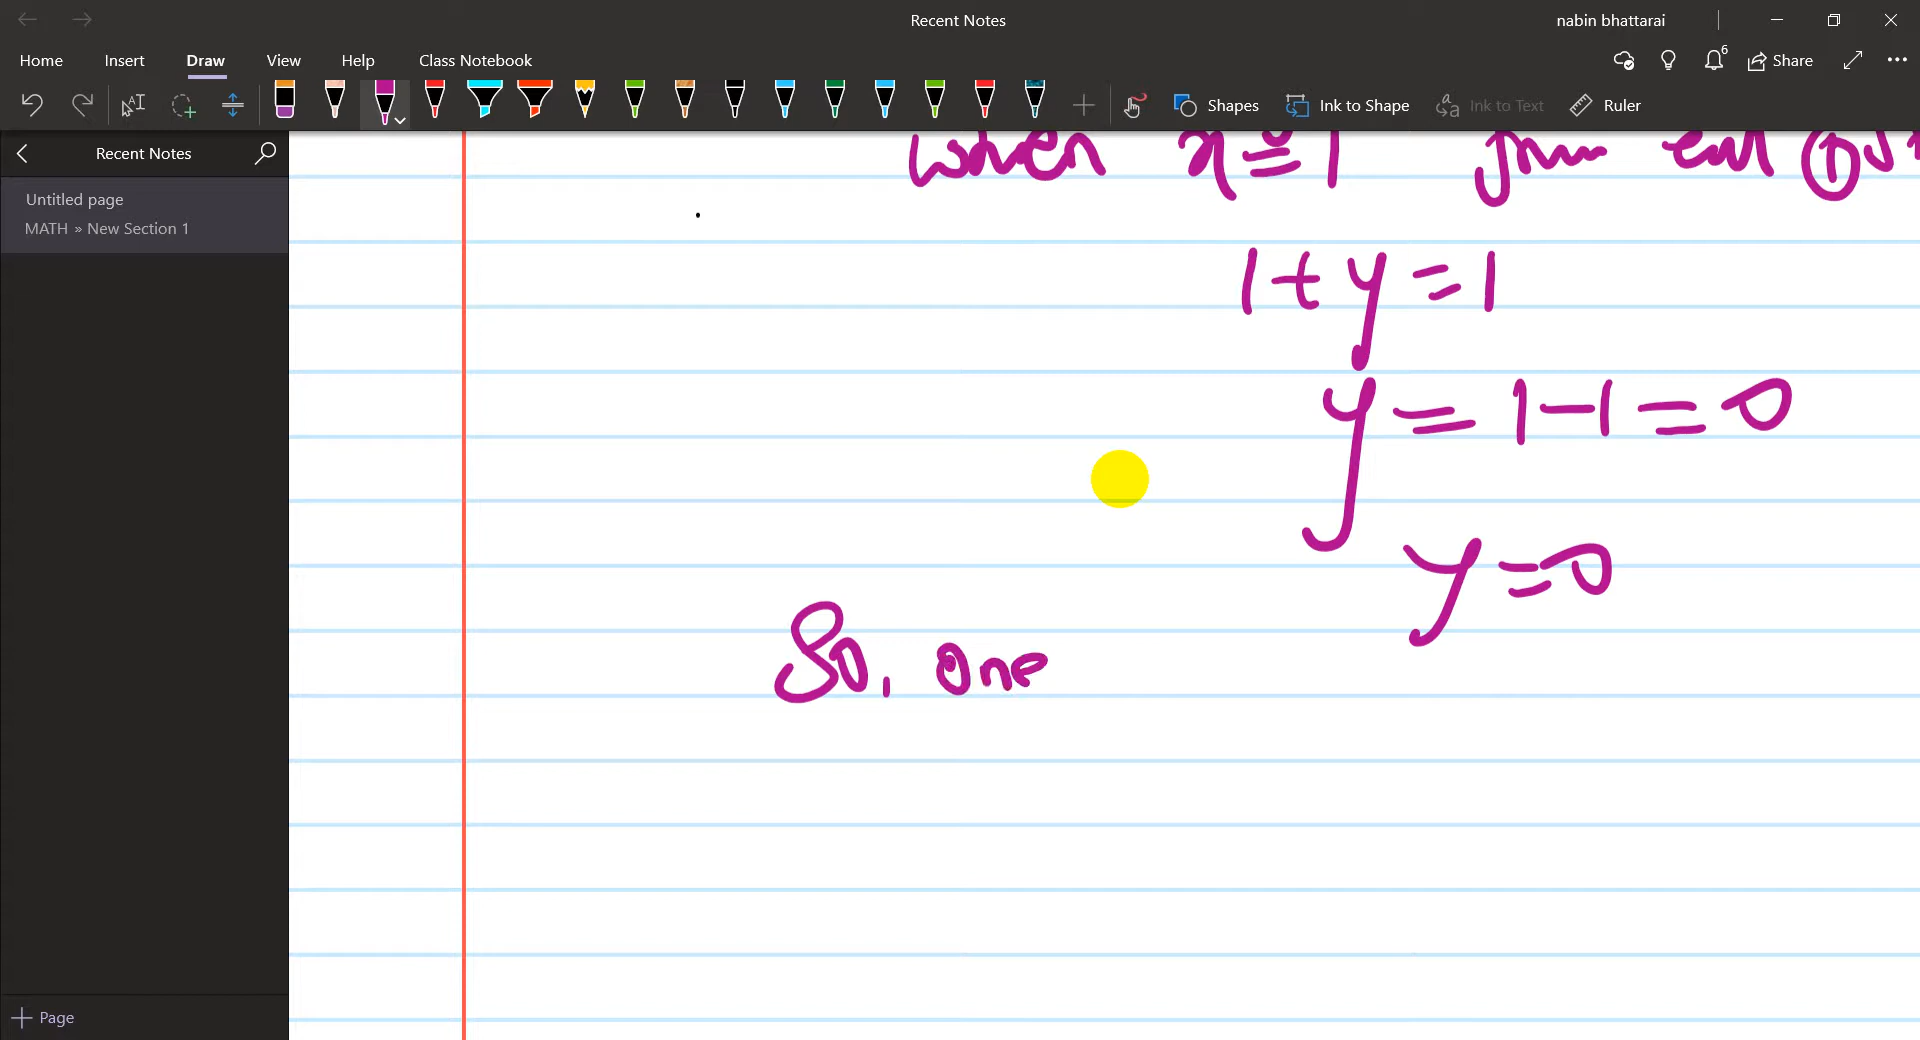 Recent Notes
nabin bhattarai
Home Insert Draw View Help Class Notebook
6
Share
Shapes Ink to Shape Ink to Text Ruler
Recent Notes
when x = 1 from
Untitled page
MATH » New Section 1
1 + y = 1
y = 1 - 1 = 0
y = 0
So, one
Page